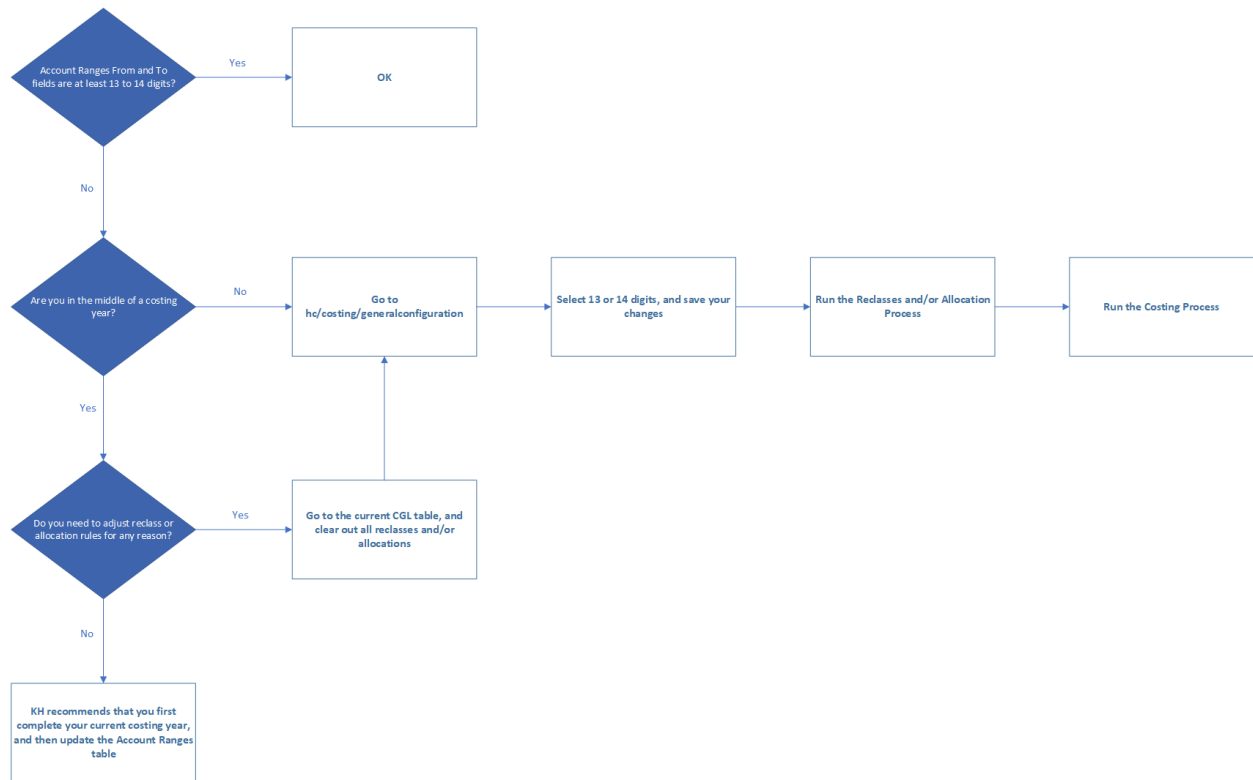 Account Ranges From and To
fields are at least 13 to 14 digits?
Yes
OK
No
Are you in the middle of a costing
year?
No
Go to
hc/costing/generalconfiguration
Select 13 or 14 digits, and save your
changes
Run the Reclasses and/or Allocation
Process
Run the Costing Process
Yes
Do you need to adjust reclass or
allocation rules for any reason?
Yes
Go to the current CGL table, and
clear out all reclasses and/or
allocations
No
KH recommends that you first
complete your current costing year,
and then update the Account Ranges
table